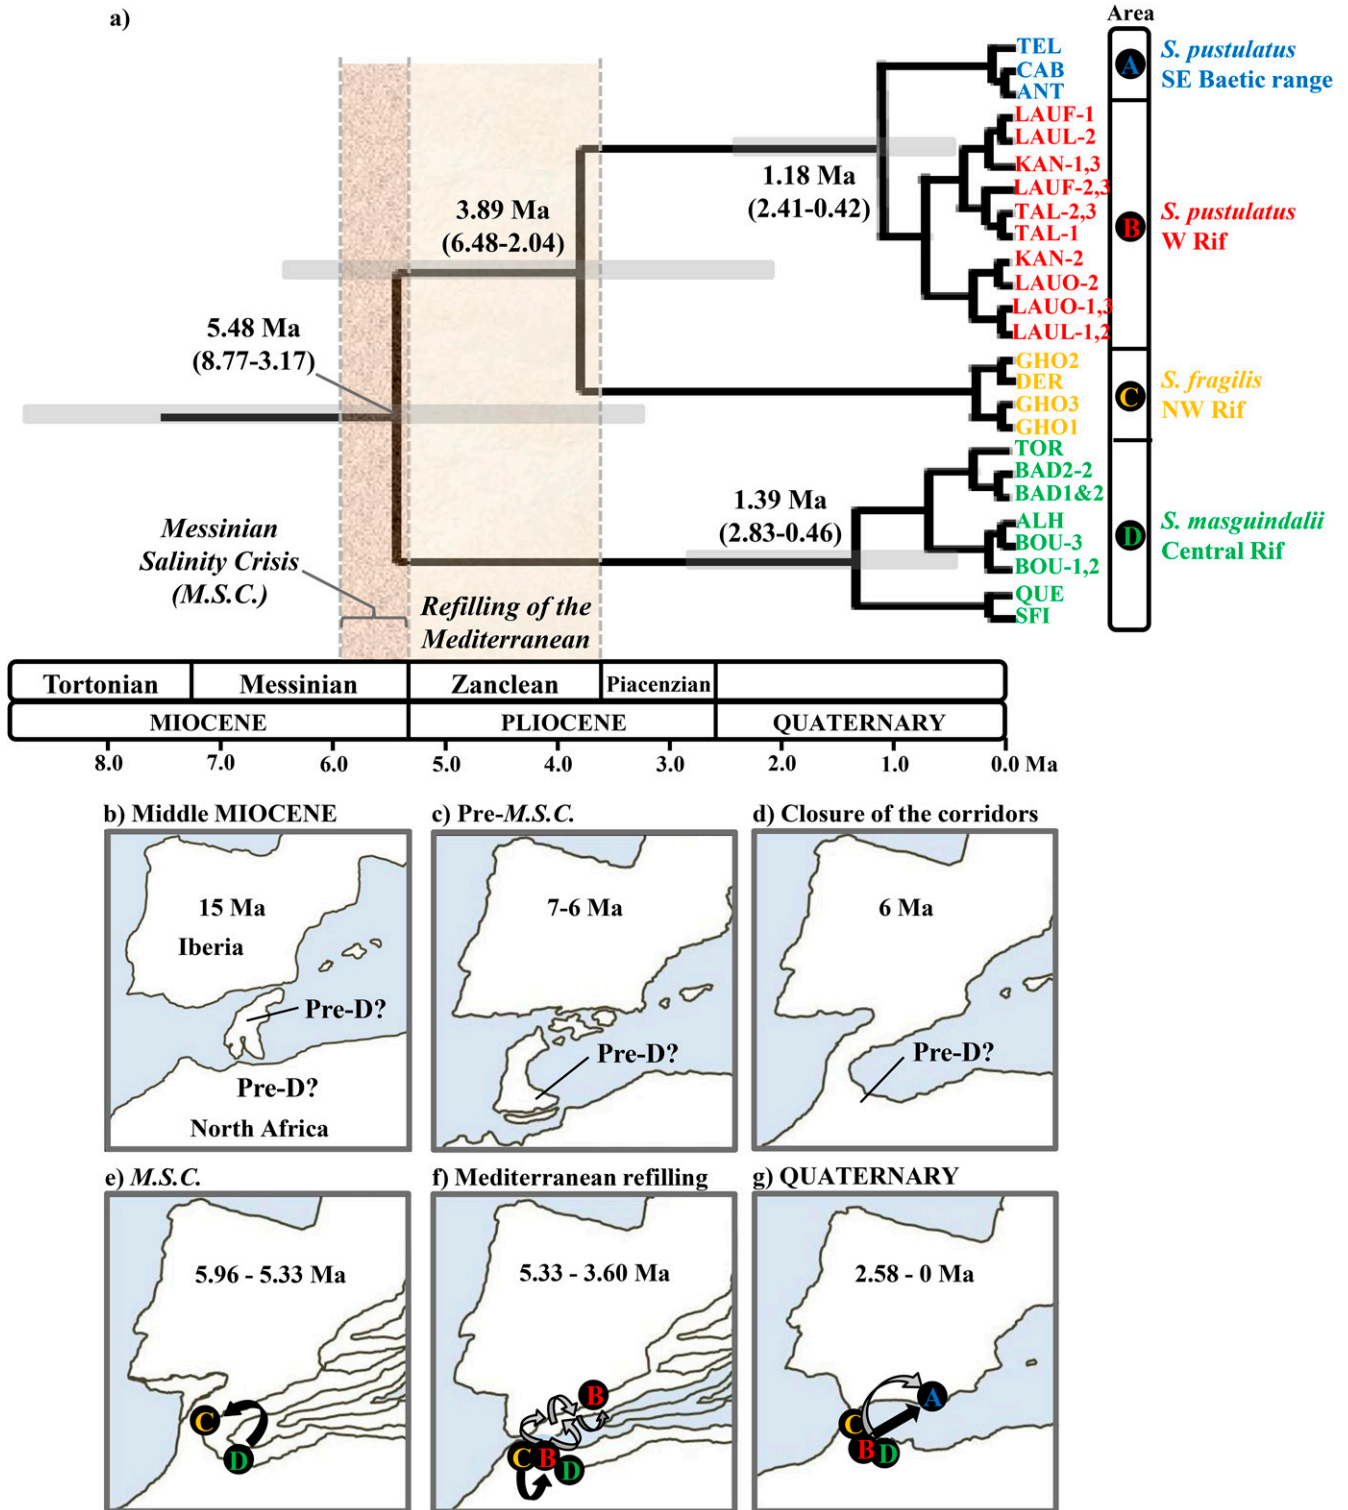 a)
Area
TEL
CAB
ANT
A
S. pustulatus
SE Baetic range
LAUF-1
LAUL-2
KAN-1,3
LAUF-2,3
TAL-2,3
TAL-1
KAN-2
LAUO-2
LAUO-1,3
LAUL-1,2
B
S. pustulatus
W Rif
GHO2
DER
GHO3
GHO1
C
S. fragilis
NW Rif
TOR
BAD2-2
BAD1&2
ALH
BOU-3
BOU-1,2
QUE
SFI
D
S. masguindalii
Central Rif
1.18 Ma
(2.41-0.42)
3.89 Ma
(6.48-2.04)
5.48 Ma
(8.77-3.17)
1.39 Ma
(2.83-0.46)
Messinian
Salinity Crisis
(M.S.C.)
Refilling of the
Mediterranean
Tortonian Messinian Zanclean Piacenzian
MIOCENE PLIOCENE QUATERNARY
8.0 7.0 6.0 5.0 4.0 3.0 2.0 1.0 0.0 Ma
b) Middle MIOCENE
15 Ma
Iberia
Pre-D?
Pre-D?
North Africa
c) Pre-M.S.C.
7-6 Ma
Pre-D?
d) Closure of the corridors
6 Ma
Pre-D?
e) M.S.C.
5.96 - 5.33 Ma
C
D
f) Mediterranean refilling
5.33 - 3.60 Ma
B
C B D
g) QUATERNARY
2.58 - 0 Ma
A
C
B D